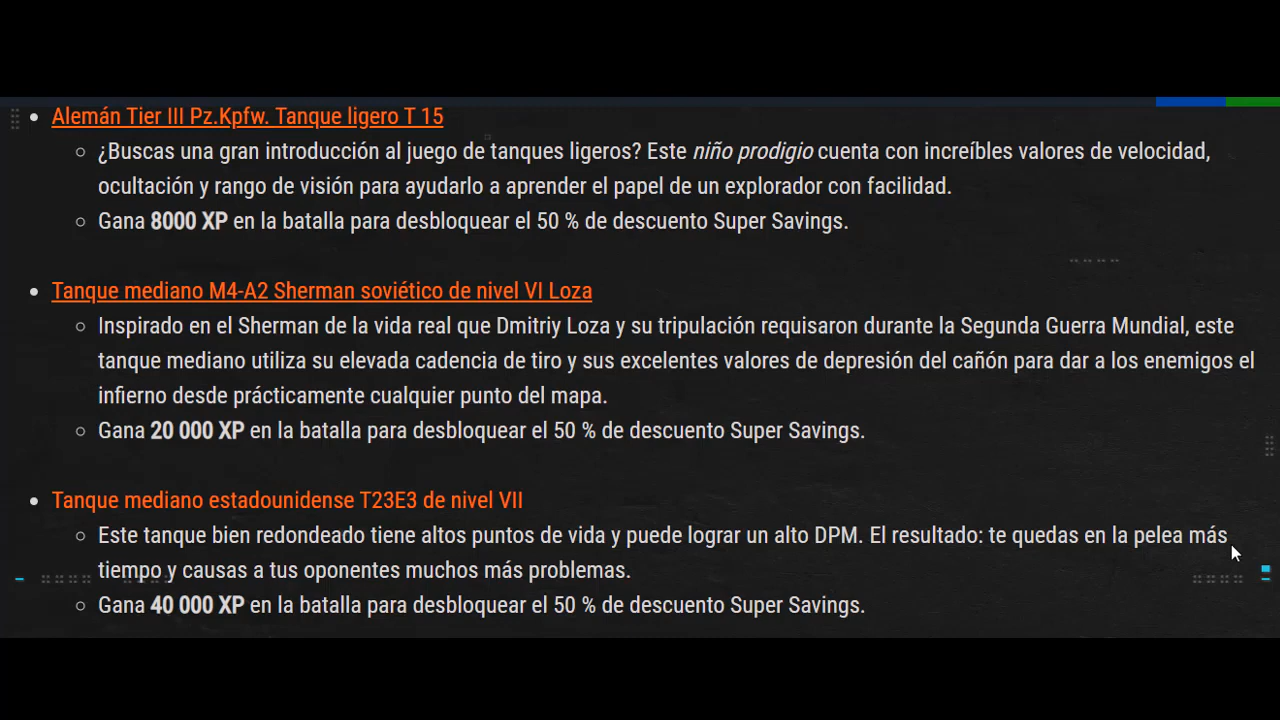 Alemán Tier III Pz.Kpfw. Tanque ligero T 15
¿Buscas una gran introducción al juego de tanques ligeros? Este niño prodigio cuenta con increíbles valores de velocidad,
ocultación y rango de visión para ayudarlo a aprender el papel de un explorador con facilidad.
Gana 8000 XP en la batalla para desbloquear el 50 % de descuento Super Savings.
Tanque mediano M4-A2 Sherman soviético de nivel VI Loza
Inspirado en el Sherman de la vida real que Dmitriy Loza y su tripulación requisaron durante la Segunda Guerra Mundial, este
tanque mediano utiliza su elevada cadencia de tiro y sus excelentes valores de depresión del cañón para dar a los enemigos el
infierno desde prácticamente cualquier punto del mapa.
Gana 20 000 XP en la batalla para desbloquear el 50 % de descuento Super Savings.
Tanque mediano estadounidense T23E3 de nivel VII
Este tanque bien redondeado tiene altos puntos de vida y puede lograr un alto DPM. El resultado: te quedas en la pelea más
tiempo y causas a tus oponentes muchos más problemas.
Gana 40 000 XP en la batalla para desbloquear el 50 % de descuento Super Savings.